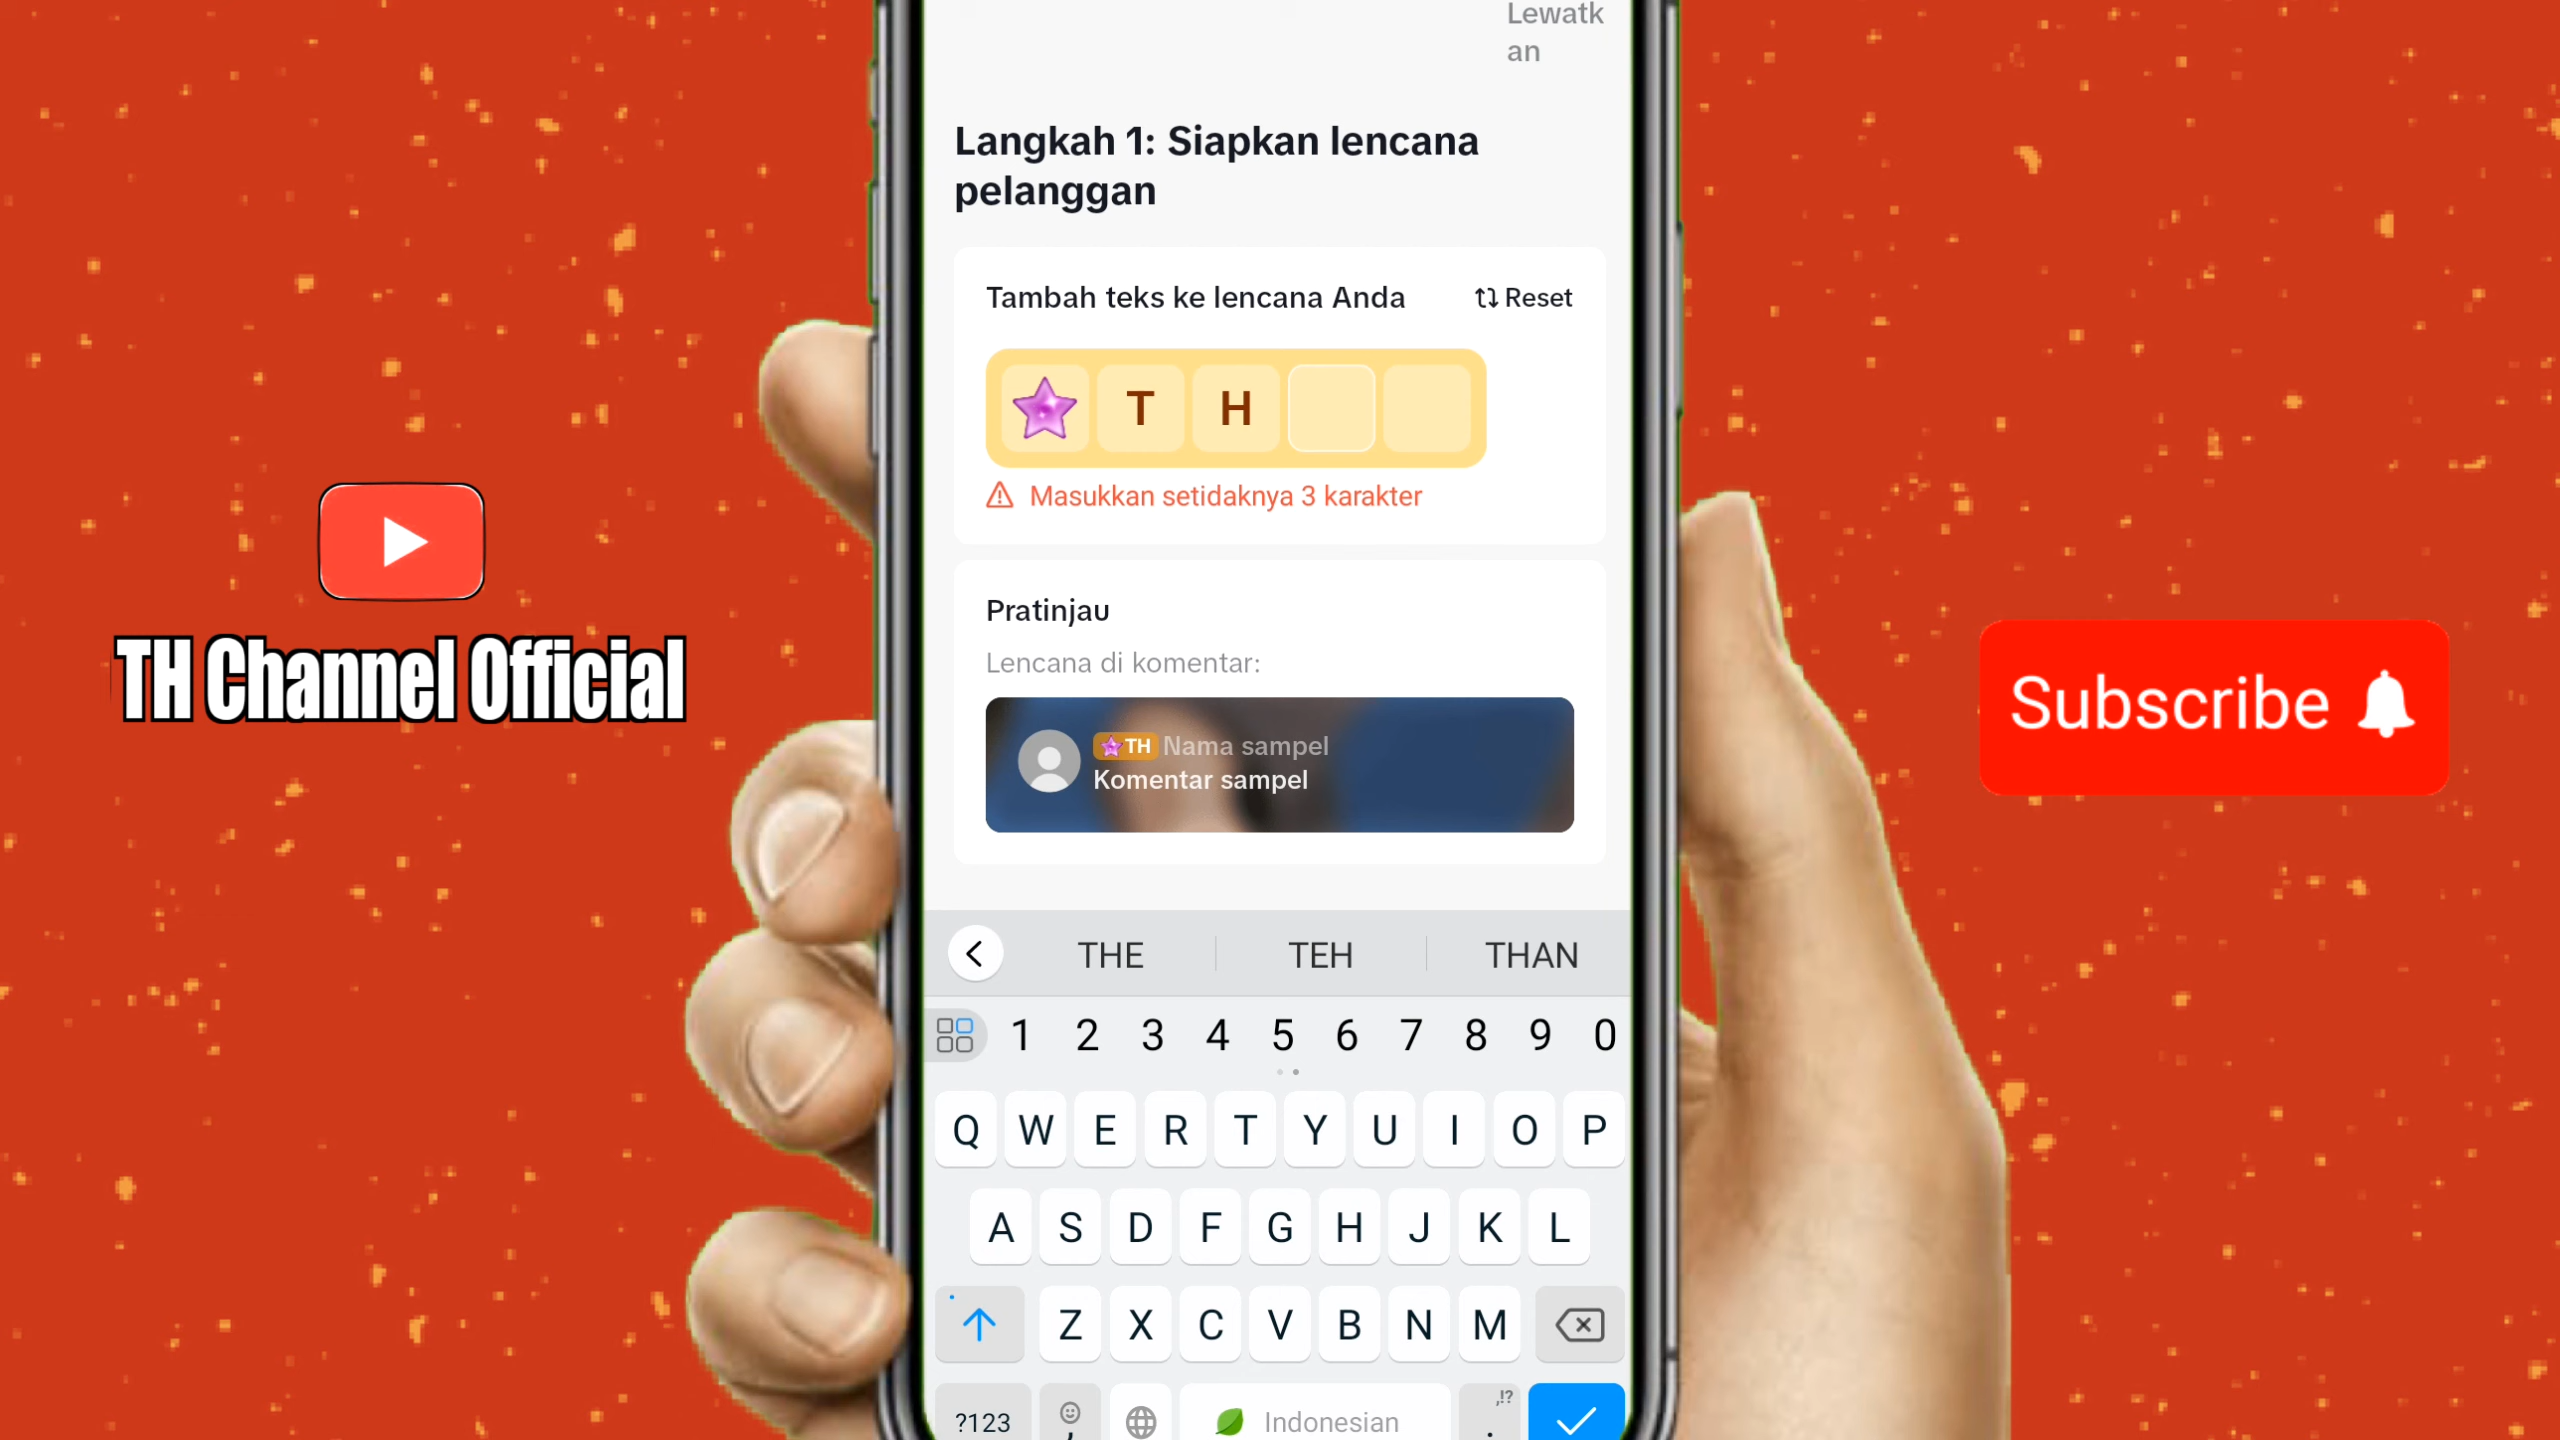 Lewatk
an
Langkah 1: Siapkan lencana
pelanggan
Tambah teks ke lencana Anda
Reset
T H
Masukkan setidaknya 3 karakter
Pratinjau
Lencana di komentar:
TH Nama sampel
Komentar sampel
TH Channel Official
Subscribe
THE TEH THAN
1 2 3 4 5 6 7 8 9 0
Q W E R T Y U I O P
A S D F G H J K L
Z X C V B N M
,!?
?123 , Indonesian .